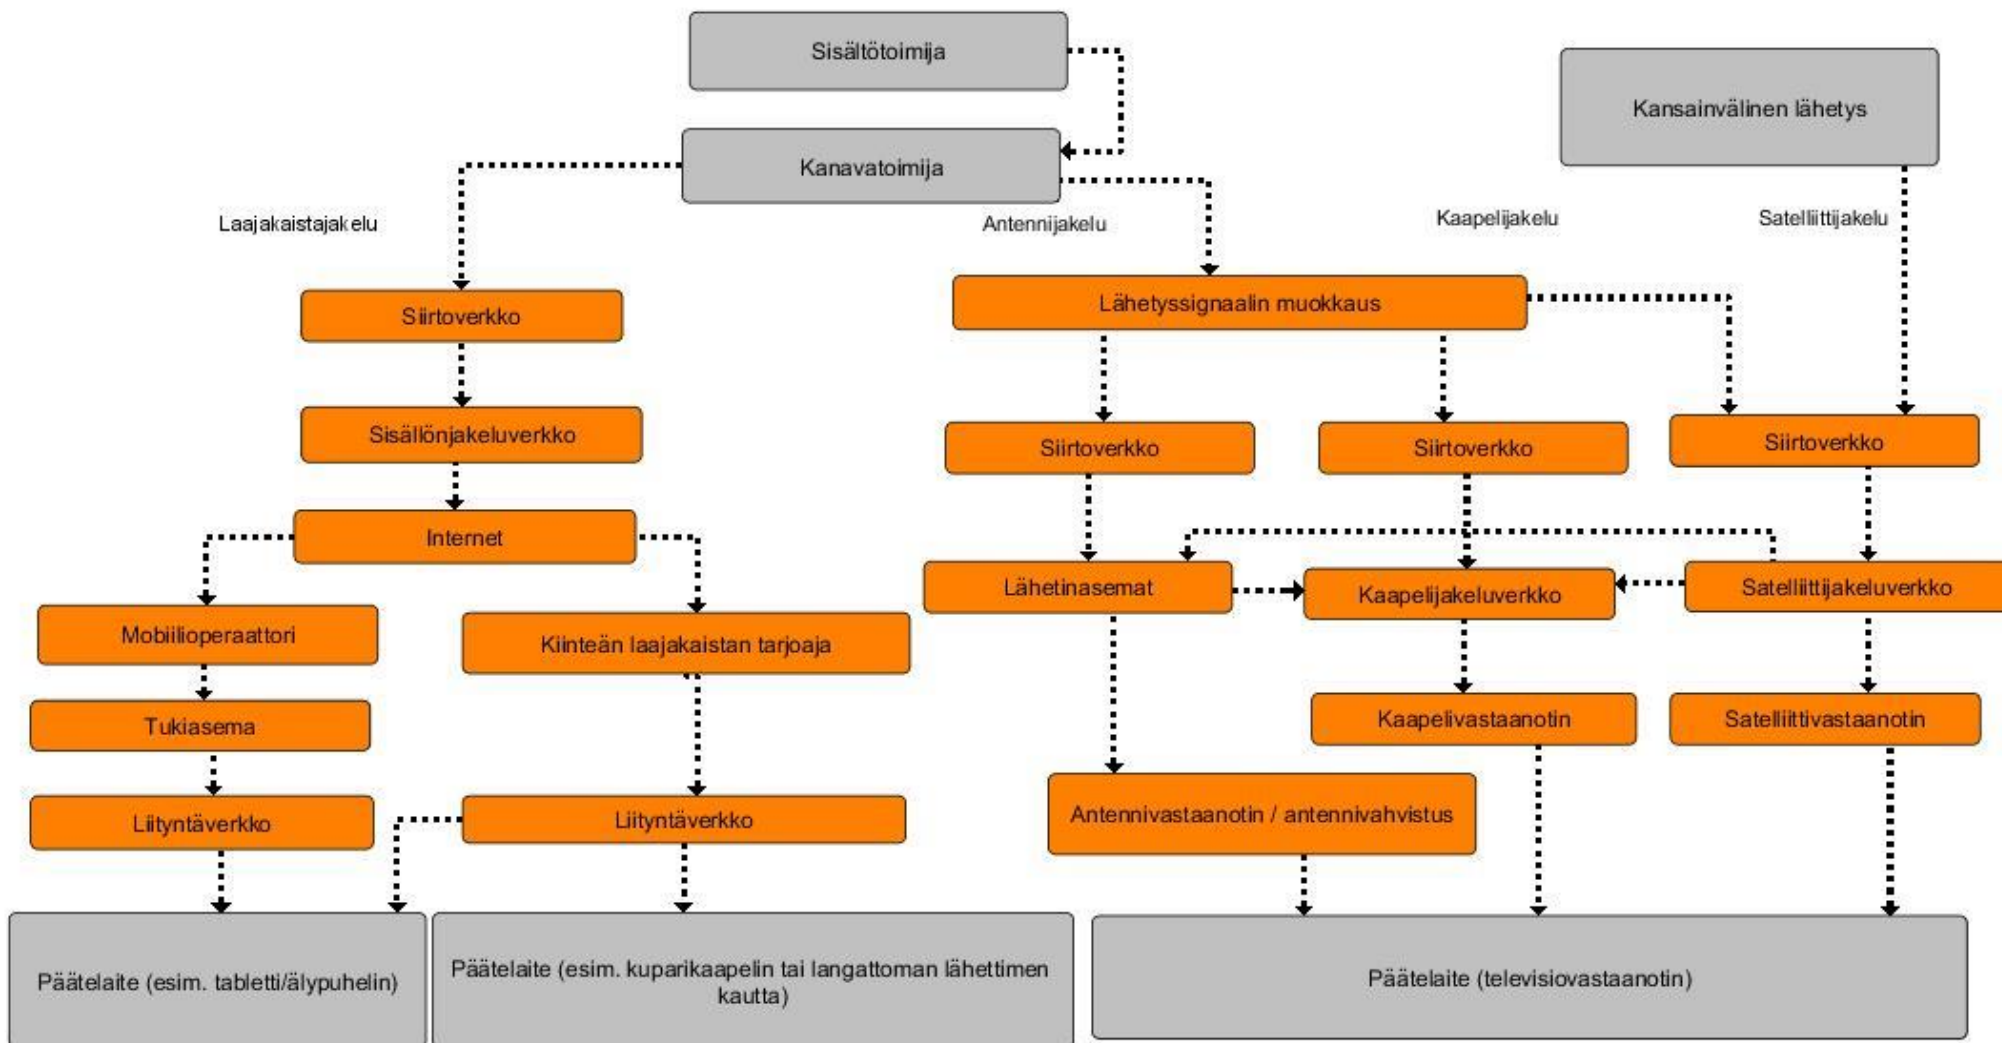 Sisältötoimija
Kansainvälinen lähetys
Kanavatoimija
Laajakaistajakelu
Antennijakelu
Kaapelijakelu
Satelliittijakelu
Siirtoverkko
Lähetyssignaalin muokkaus
Sisällönjakeluverkko
Siirtoverkko
Siirtoverkko
Siirtoverkko
Internet
Lähetinasemat
Kaapelijakeluverkko
Satelliittijakeluverkko
Mobiilioperaattori
Kiinteän laajakaistan tarjoaja
Tukiasema
Kaapelivastaanotin
Satelliittivastaanotin
Liityntäverkko
Liityntäverkko
Antennivastaanotin / antennivahvistus
Päätelaite (esim. tabletti/älypuhelin)
Päätelaite (esim. kuparikaapelin tai langattoman lähettimen
kautta)
Päätelaite (televisiovastaanotin)